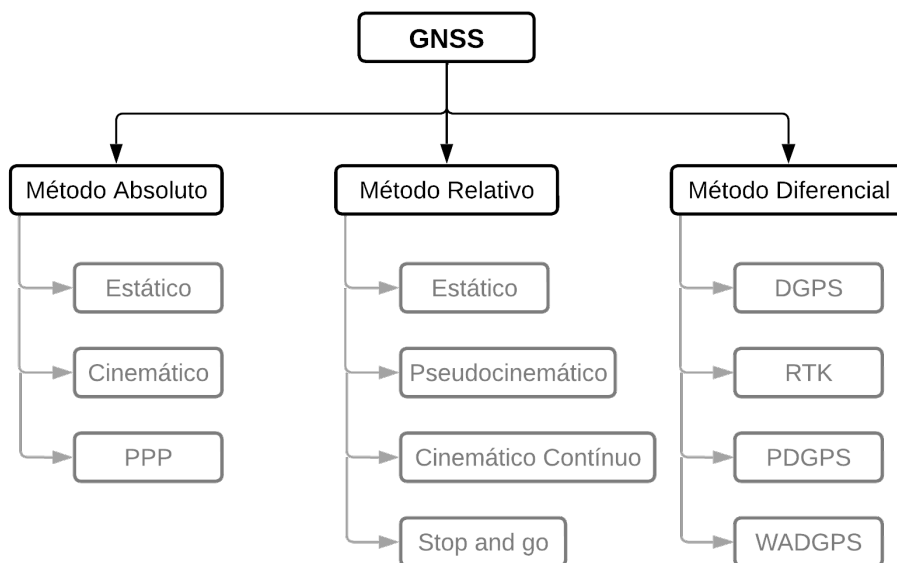 GNSS
Método Absoluto
Estático
Cinemático
PPP
Método Relativo
Estático
Pseudocinemático
Cinemático Contínuo
Stop and go
Método Diferencial
DGPS
RTK
PDGPS
WADGPS